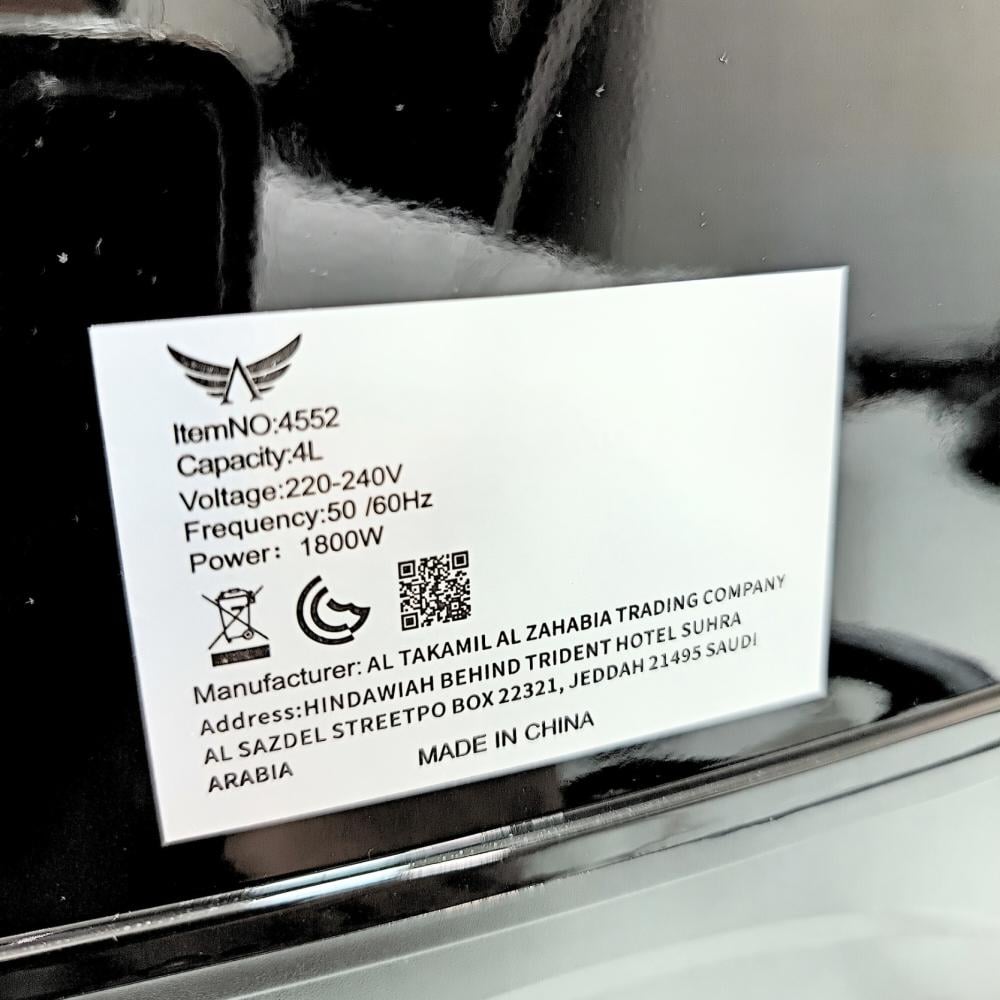 ItemNO:4552
Capacity:4L
Voltage:220-240V
Frequency:50 /60Hz
Power: 1800W
Manufacturer: AL TAKAMIL AL ZAHABIA TRADING COMPANY
Address:HINDAWIAH BEHIND TRIDENT HOTEL SUHRA
AL SAZDEL STREETPO BOX 22321, JEDDAH 21495 SAUDI
ARABIA
MADE IN CHINA